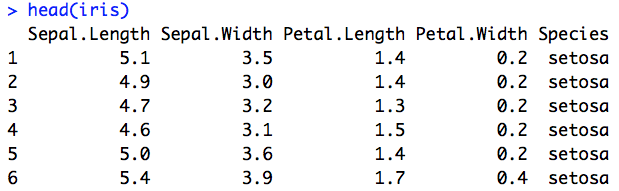 > head(iris)
  Sepal.Length Sepal.Width Petal.Length Petal.Width Species
1          5.1         3.5          1.4         0.2  setosa
2          4.9         3.0          1.4         0.2  setosa
3          4.7         3.2          1.3         0.2  setosa
4          4.6         3.1          1.5         0.2  setosa
5          5.0         3.6          1.4         0.2  setosa
6          5.4         3.9          1.7         0.4  setosa